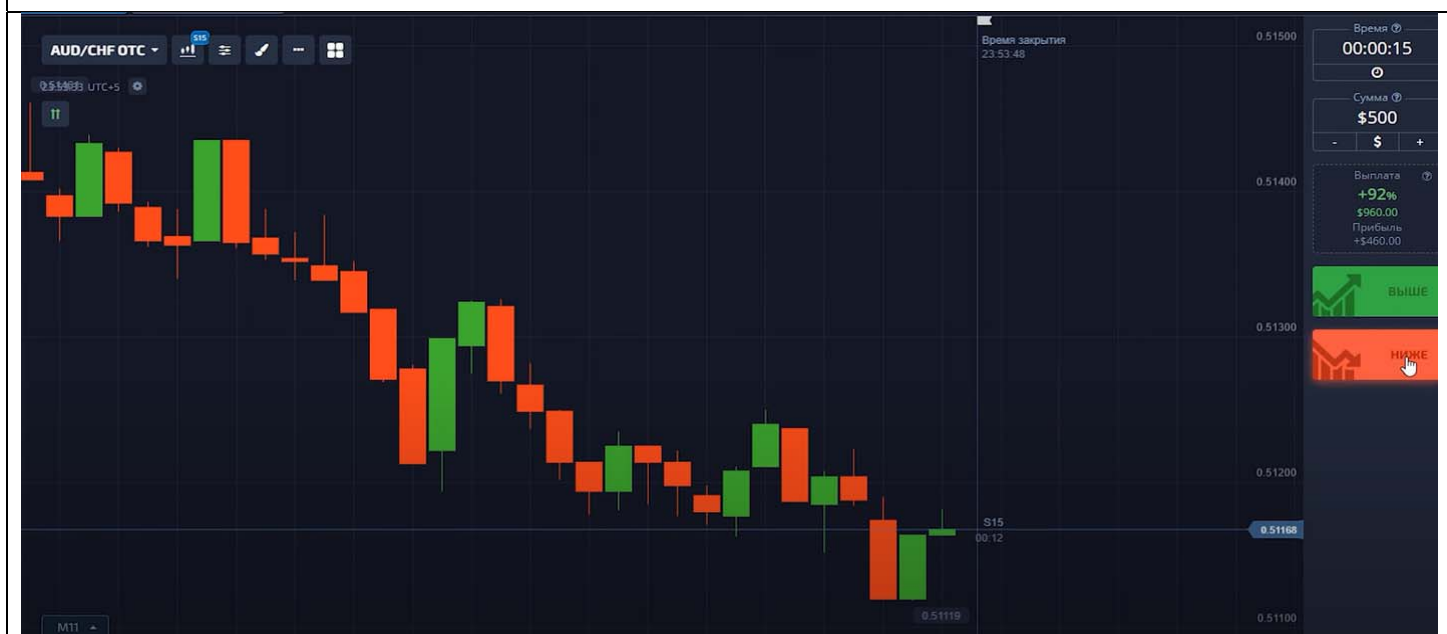 AUD/CHF OTC
S15
UTC+5
Время закрытия
23:53:48
0.51500
0.51400
0.51300
0.51200
0.51168
0.51100
S15
00:12
0.51119
M11
Время
00:00:15
Сумма
$500
- $ +
Выплата
+92%
$960.00
Прибыль
+$460.00
ВЫШЕ
НИЖЕ